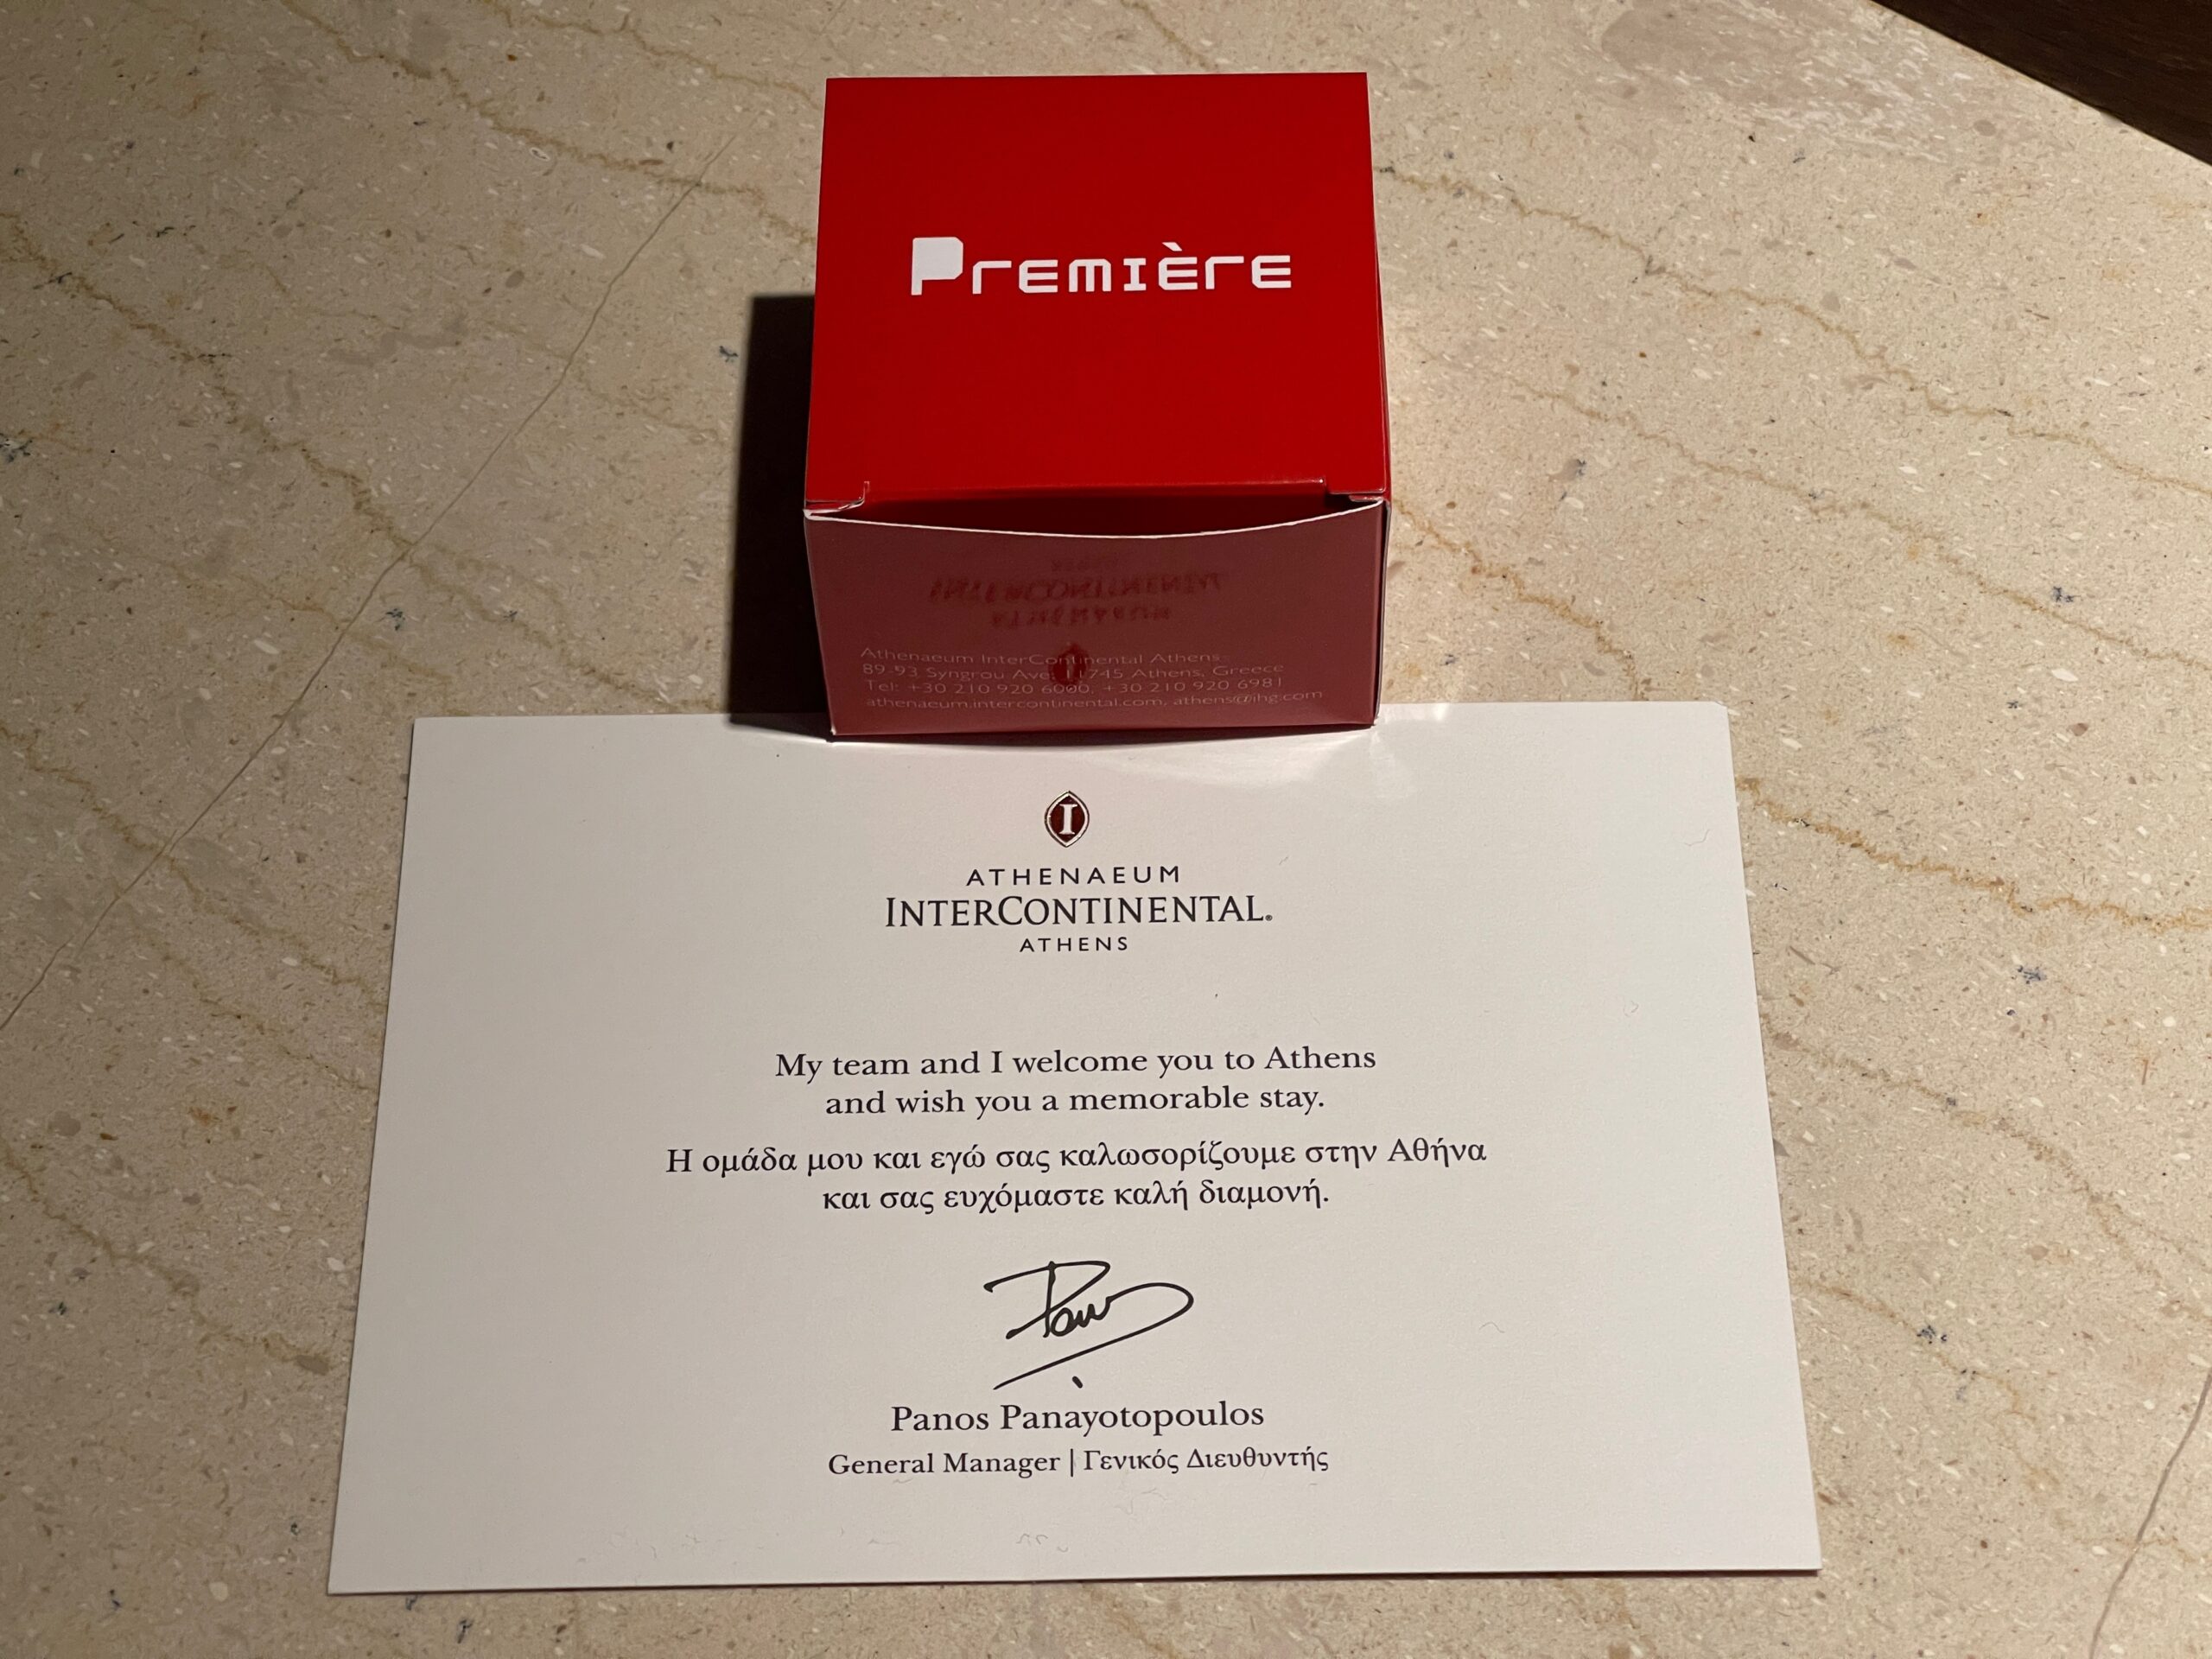 Première
Athenaeum InterContinental Athens
89-93 Syngrou Ave, 11745 Athens, Greece
Tel: +30 210 920 6000, +30 210 920 6981
athenaeum.intercontinental.com, athens@ihg.com
I
ATHENAEUM
INTERCONTINENTAL®
ATHENS
My team and I welcome you to Athens
and wish you a memorable stay.
Η ομάδα μου και εγώ σας καλωσορίζουμε στην Αθήνα
και σας ευχόμαστε καλή διαμονή.
Panos Panayotopoulos
General Manager | Γενικός Διευθυντής